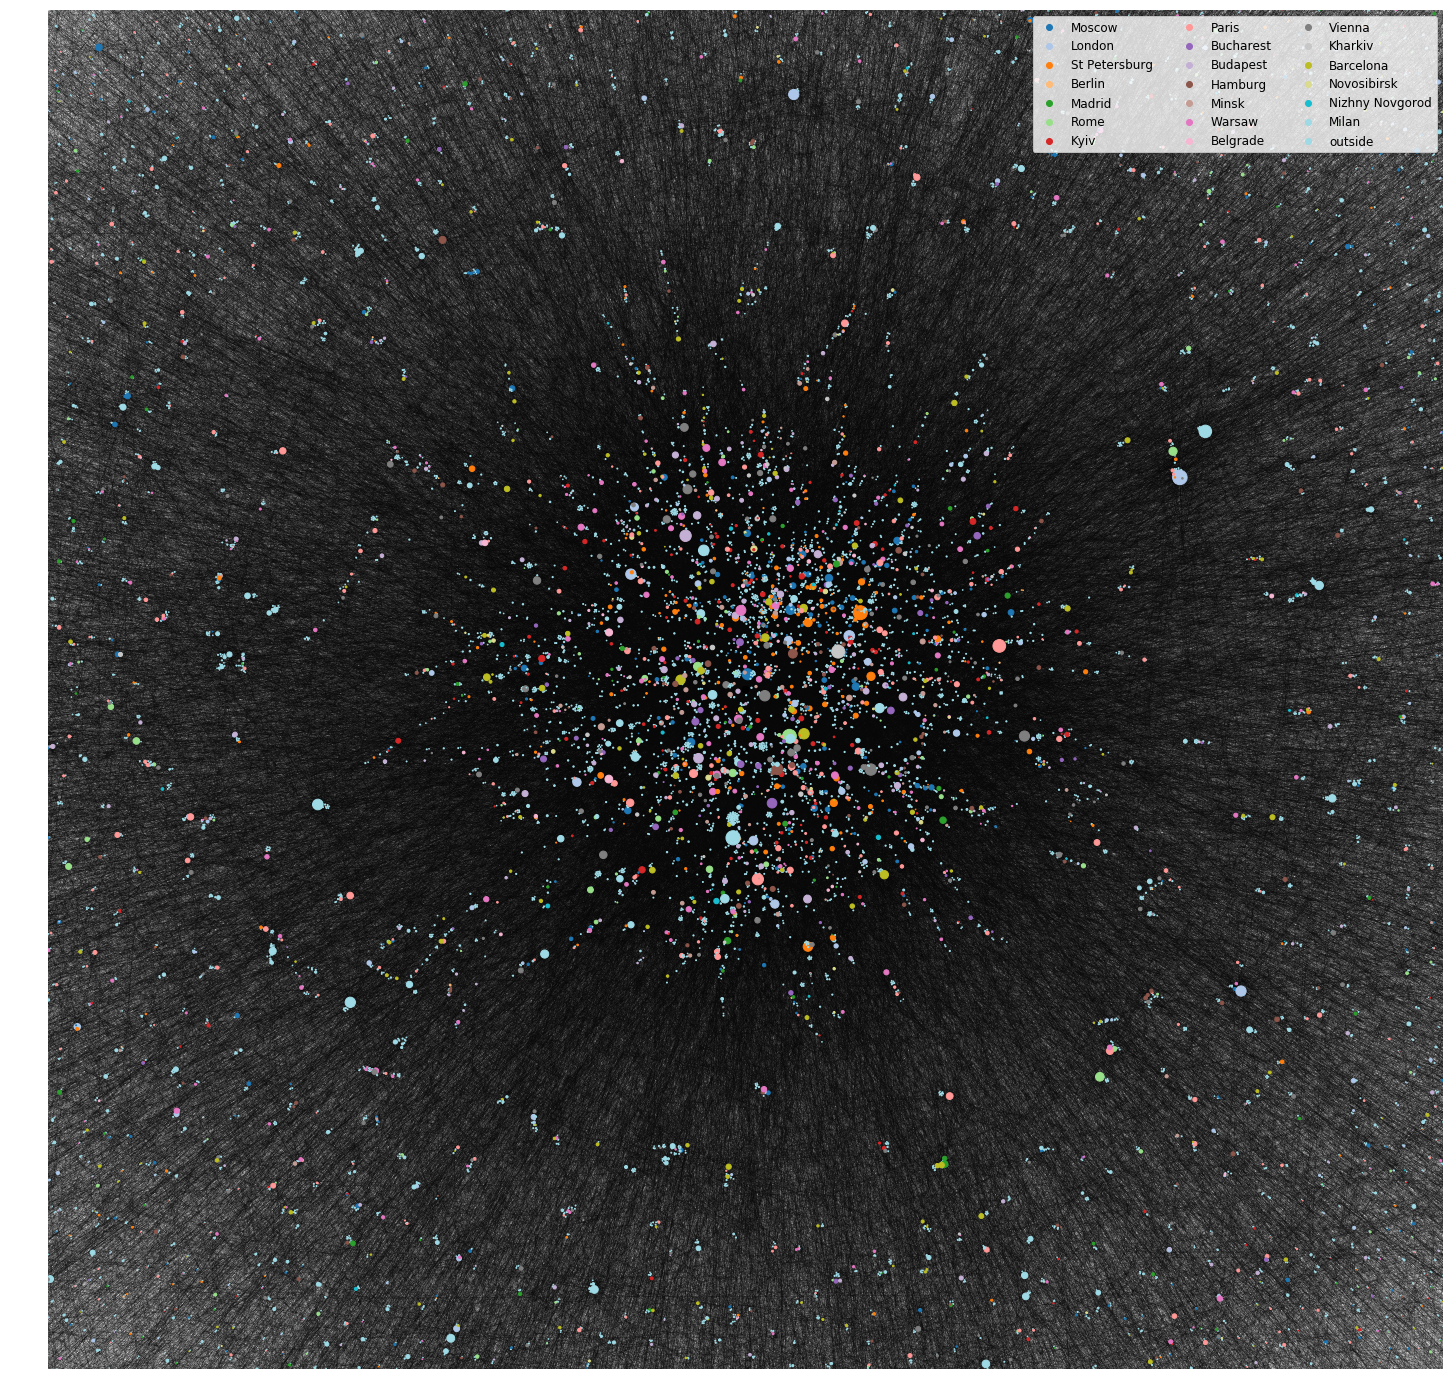 Moscow
London
St Petersburg
Berlin
Madrid
Rome
Kyiv
Paris
Bucharest
Budapest
Hamburg
Minsk
Warsaw
Belgrade
Vienna
Kharkiv
Barcelona
Novosibirsk
Nizhny Novgorod
Milan
outside